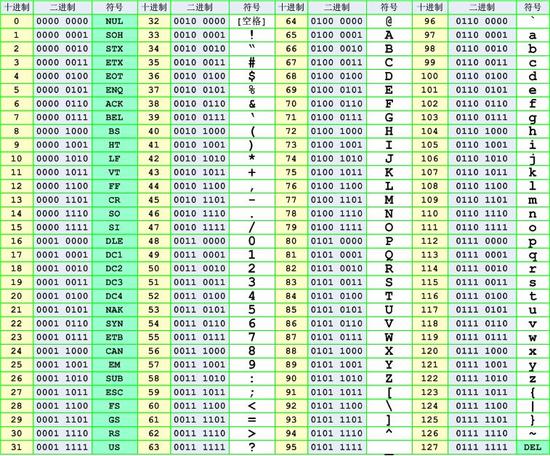 十进制 二进制 符号 十进制 二进制 符号 十进制 二进制 符号 十进制 二进制 符号
0 0000 0000 NUL 32 0010 0000 [空格] 64 0100 0000 @ 96 0110 0000 `
1 0000 0001 SOH 33 0010 0001 ! 65 0100 0001 A 97 0110 0001 a
2 0000 0010 STX 34 0010 0010 “ 66 0100 0010 B 98 0110 0010 b
3 0000 0011 ETX 35 0010 0011 # 67 0100 0011 C 99 0110 0011 c
4 0000 0100 EOT 36 0010 0100 $ 68 0100 0100 D 100 0110 0100 d
5 0000 0101 ENQ 37 0010 0101 % 69 0100 0101 E 101 0110 0101 e
6 0000 0110 ACK 38 0010 0110 & 70 0100 0110 F 102 0110 0110 f
7 0000 0111 BEL 39 0010 0111 ‘ 71 0100 0111 G 103 0110 0111 g
8 0000 1000 BS 40 0010 1000 ( 72 0100 1000 H 104 0110 1000 h
9 0000 1001 HT 41 0010 1001 ) 73 0100 1001 I 105 0110 1001 i
10 0000 1010 LF 42 0010 1010 * 74 0100 1010 J 106 0110 1010 j
11 0000 1011 VT 43 0010 1011 + 75 0100 1011 K 107 0110 1011 k
12 0000 1100 FF 44 0010 1100 , 76 0100 1100 L 108 0110 1100 l
13 0000 1101 CR 45 0010 1101 - 77 0100 1101 M 109 0110 1101 m
14 0000 1110 SO 46 0010 1110 . 78 0100 1110 N 110 0110 1110 n
15 0000 1111 SI 47 0010 1111 / 79 0100 1111 O 111 0110 1111 o
16 0001 0000 DLE 48 0011 0000 0 80 0101 0000 P 112 0111 0000 p
17 0001 0001 DC1 49 0011 0001 1 81 0101 0001 Q 113 0111 0001 q
18 0001 0010 DC2 50 0011 0010 2 82 0101 0010 R 114 0111 0010 r
19 0001 0011 DC3 51 0011 0011 3 83 0101 0011 S 115 0111 0011 s
20 0001 0100 DC4 52 0011 0100 4 84 0101 0100 T 116 0111 0100 t
21 0001 0101 NAK 53 0011 0101 5 85 0101 0101 U 117 0111 0101 u
22 0001 0110 SYN 54 0011 0110 6 86 0101 0110 V 118 0111 0110 v
23 0001 0111 ETB 55 0011 0111 7 87 0101 0111 W 119 0111 0111 w
24 0001 1000 CAN 56 0011 1000 8 88 0101 1000 X 120 0111 1000 x
25 0001 1001 EM 57 0011 1001 9 89 0101 1001 Y 121 0111 1001 y
26 0001 1010 SUB 58 0011 1010 : 90 0101 1010 Z 122 0111 1010 z
27 0001 1011 ESC 59 0011 1011 ; 91 0101 1011 [ 123 0111 1011 {
28 0001 1100 FS 60 0011 1100 < 92 0101 1100 \ 124 0111 1100 |
29 0001 1101 GS 61 0011 1101 = 93 0101 1101 ] 125 0111 1101 }
30 0001 1110 RS 62 0011 1110 > 94 0101 1110 ^ 126 0111 1110 ~
31 0001 1111 US 63 0011 1111 ? 95 0101 1111 _ 127 0111 1111 DEL